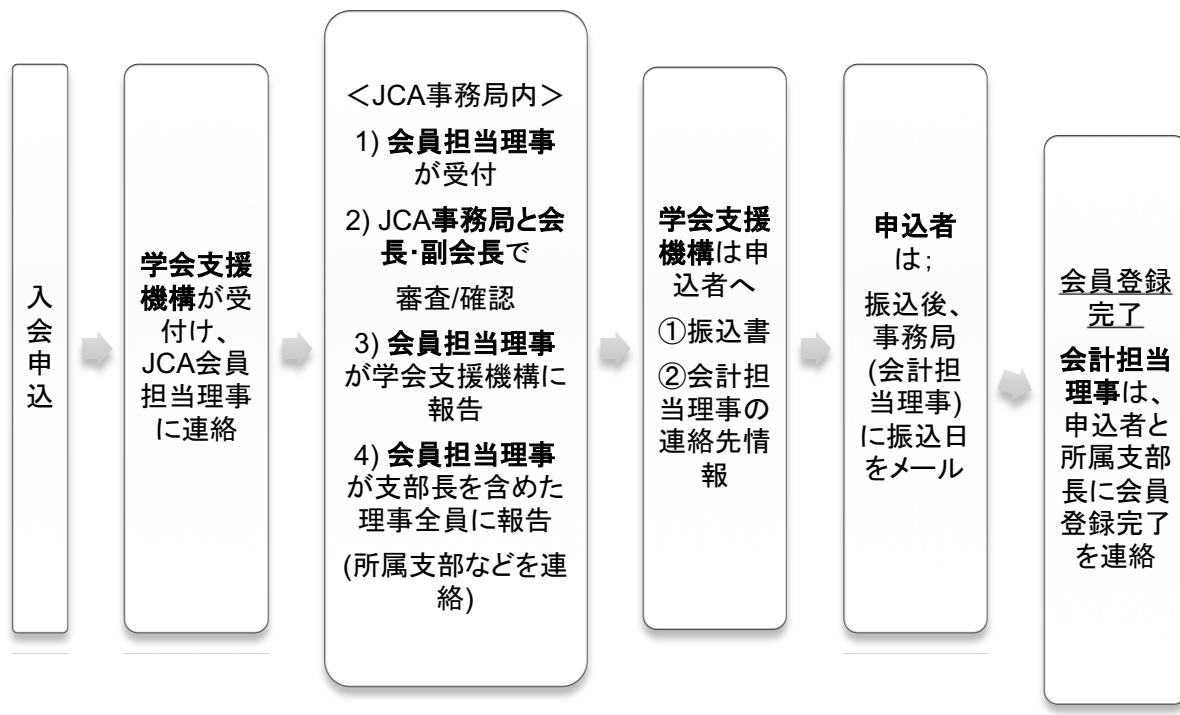 入
会
申
込
学会支援
機構が受
付け、
JCA会員
担当理事
に連絡
＜JCA事務局内＞
1) 会員担当理事
が受付
2) JCA事務局と会
長・副会長で
審査/確認
3) 会員担当理事
が学会支援機構に
報告
4) 会員担当理事
が支部長を含めた
理事全員に報告
(所属支部などを連
絡)
学会支援
機構は申
込者へ
①振込書
②会計担
当理事の
連絡先情
報
申込者
は;
振込後、
事務局
(会計担
当理事)
に振込日
をメール
会員登録
完了
会計担当
理事は、
申込者と
所属支部
長に会員
登録完了
を連絡